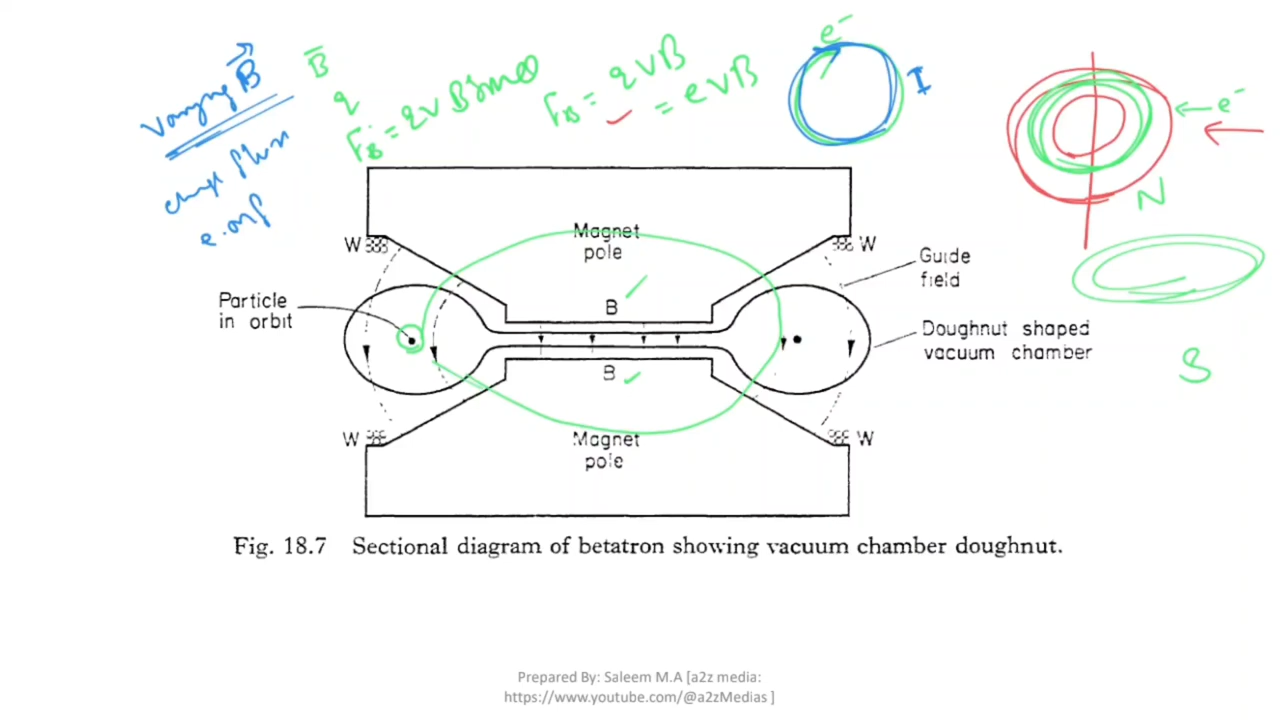 Varying B
change flux
e.mf
B
q
F_B = qVB sinθ
F_B = qVB
= eVB
e⁻
I
← e⁻
N
S
Magnet
pole
W
W
Guide
field
Particle
in orbit
B
Doughnut shaped
vacuum chamber
B
W
W
Magnet
pole
Fig. 18.7 Sectional diagram of betatron showing vacuum chamber doughnut.
Prepared By: Saleem M.A [a2z media:
https://www.youtube.com/@a2zMedias ]